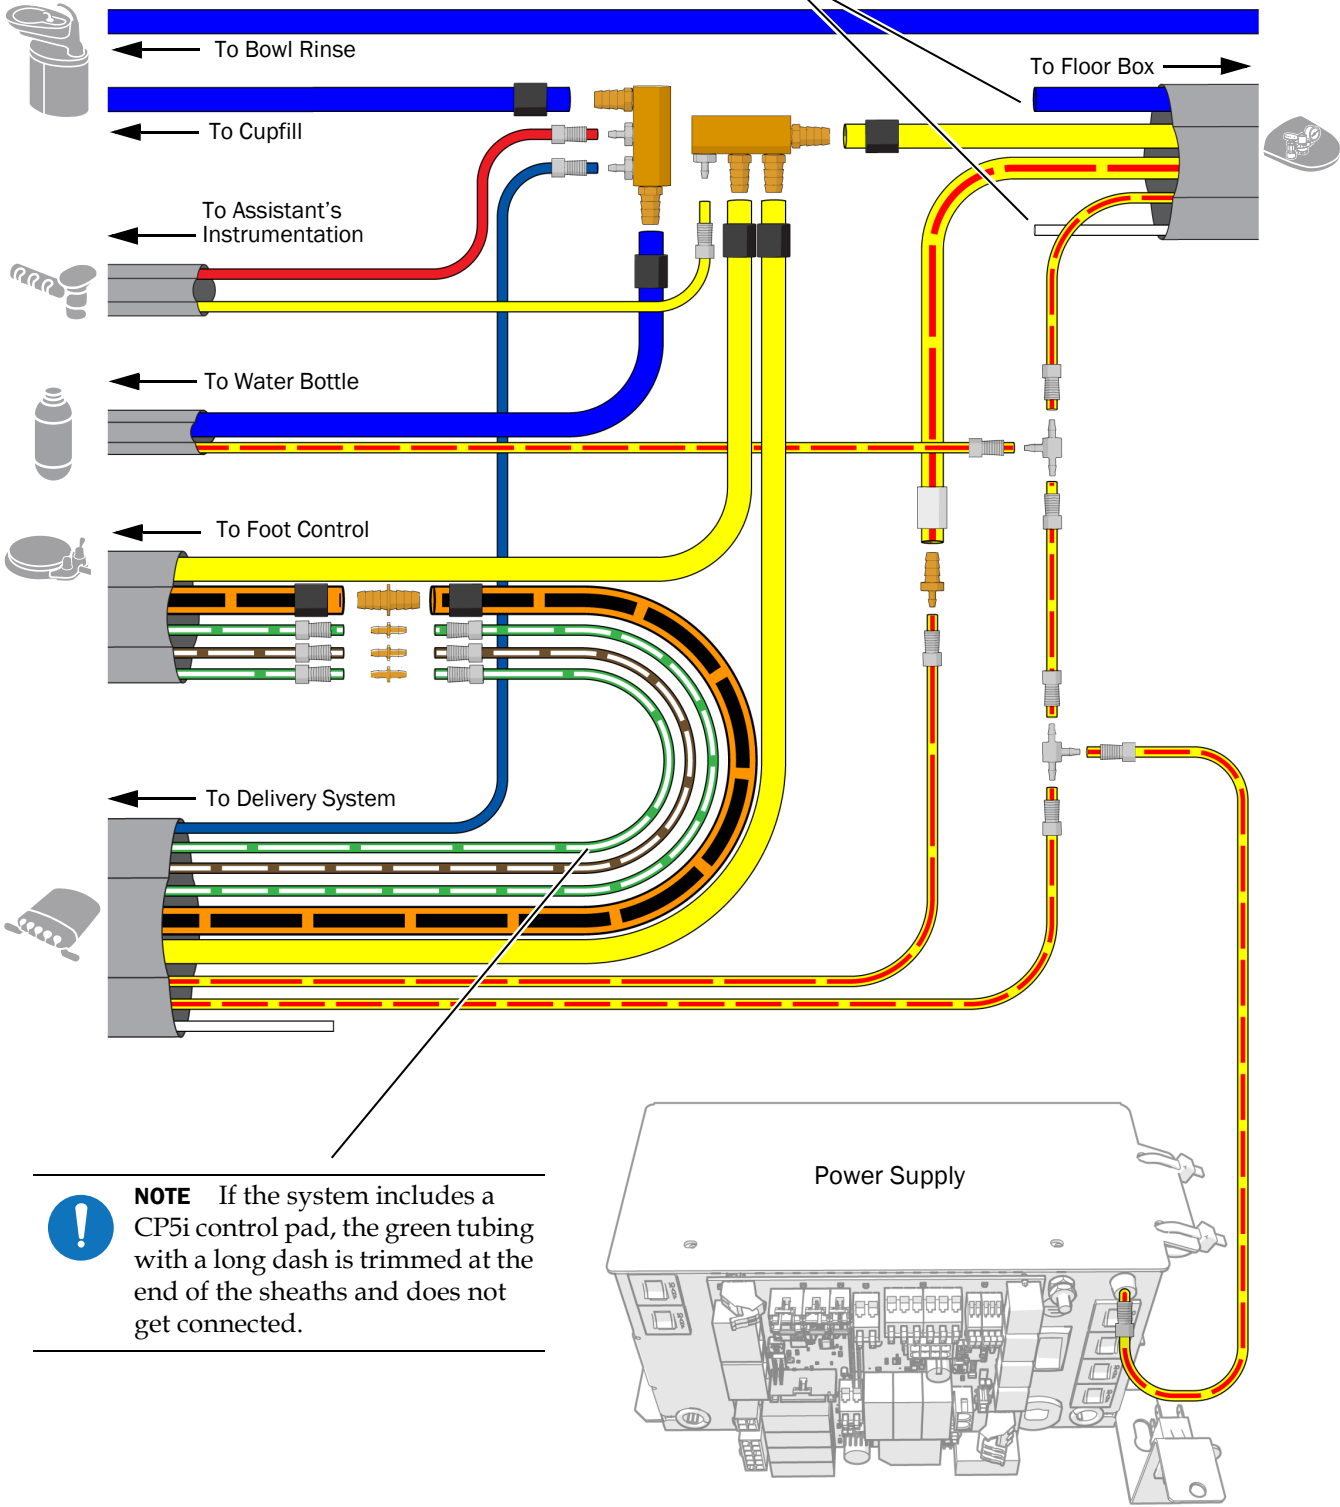 To Bowl Rinse
To Floor Box
To Cupfill
To Assistant's
Instrumentation
To Water Bottle
To Foot Control
To Delivery System
Power Supply
NOTE If the system includes a
CP5i control pad, the green tubing
with a long dash is trimmed at the
end of the sheaths and does not
get connected.